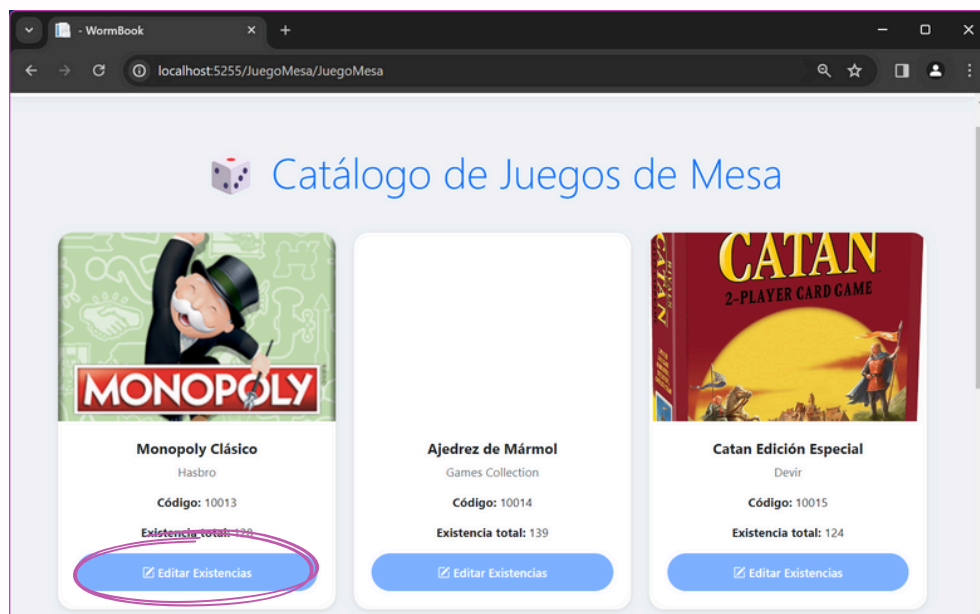 - WormBook
localhost:5255/JuegoMesa/JuegoMesa
Catálogo de Juegos de Mesa
MONOPOLY
Monopoly Clásico
Hasbro
Código: 10013
Existencia total: 128
Editar Existencias
Ajedrez de Mármol
Games Collection
Código: 10014
Existencia total: 139
Editar Existencias
CATAN
2-PLAYER CARD GAME
CATAN
Catan Edición Especial
Devir
Código: 10015
Existencia total: 124
Editar Existencias